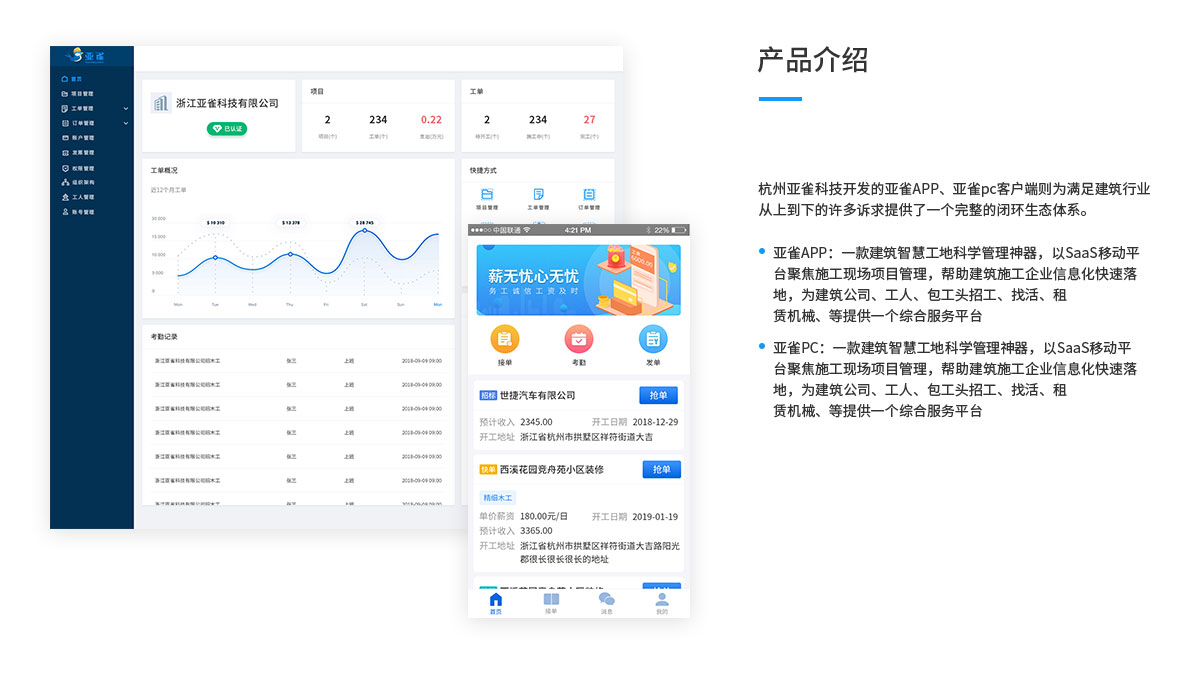 亚雀
首页
项目管理
工单管理
订单管理
账户管理
发票管理
权限管理
组织架构
工人管理
账号管理
浙江亚雀科技有限公司
已认证
项目
2
234
0.22
项目(个)
工单(个)
工单
2
234
27
待开工(个)
施工中(个)
完工(个)
工单概况
近12个月工单
20 000
15 000
10 000
5 000
0
$ 10 310
$ 13 378
$ 28 745
Mon
Tue
Wed
Thu
Fri
Sat
Sun
Mon
快捷方式
项目管理
工单管理
订单管理
考勤记录
浙江亚雀科技有限公司招木工 张三 上班 2018-09-09 09:00
浙江亚雀科技有限公司招木工 张三 上班 2018-09-09 09:00
浙江亚雀科技有限公司招木工 张三 上班 2018-09-09 09:00
浙江亚雀科技有限公司招木工 张三 上班 2018-09-09 09:00
浙江亚雀科技有限公司招木工 张三 上班 2018-09-09 09:00
浙江亚雀科技有限公司招木工 张三 上班 2018-09-09 09:00
浙江亚雀科技有限公司招木工 张三 上班 2018-09-09 09:00
中国联通 4:21 PM 22%
薪无忧心无忧
务工诚信工资及时
工资
6000.00
接单
考勤
发单
招标 世捷汽车有限公司 抢单
预计收入 2345.00 开工日期 2018-12-29
开工地址 浙江省杭州市拱墅区祥符街道大吉
快单 西溪花园竞舟苑小区装修 抢单
精细木工
单价薪资 180.00元/日 开工日期 2019-01-19
预计收入 3365.00
开工地址 浙江省杭州市拱墅区祥符街道大吉路阳光
郡很长很长很长的地址
首页
接单
消息
我的
产品介绍
杭州亚雀科技开发的亚雀APP、亚雀pc客户端则为满足建筑行业
从上到下的许多诉求提供了一个完整的闭环生态体系。
亚雀APP：一款建筑智慧工地科学管理神器，以SaaS移动平
台聚焦施工现场项目管理，帮助建筑施工企业信息化快速落
地，为建筑公司、工人、包工头招工、找活、租
赁机械、等提供一个综合服务平台
亚雀PC：一款建筑智慧工地科学管理神器，以SaaS移动平
台聚焦施工现场项目管理，帮助建筑施工企业信息化快速落
地，为建筑公司、工人、包工头招工、找活、租
赁机械、等提供一个综合服务平台